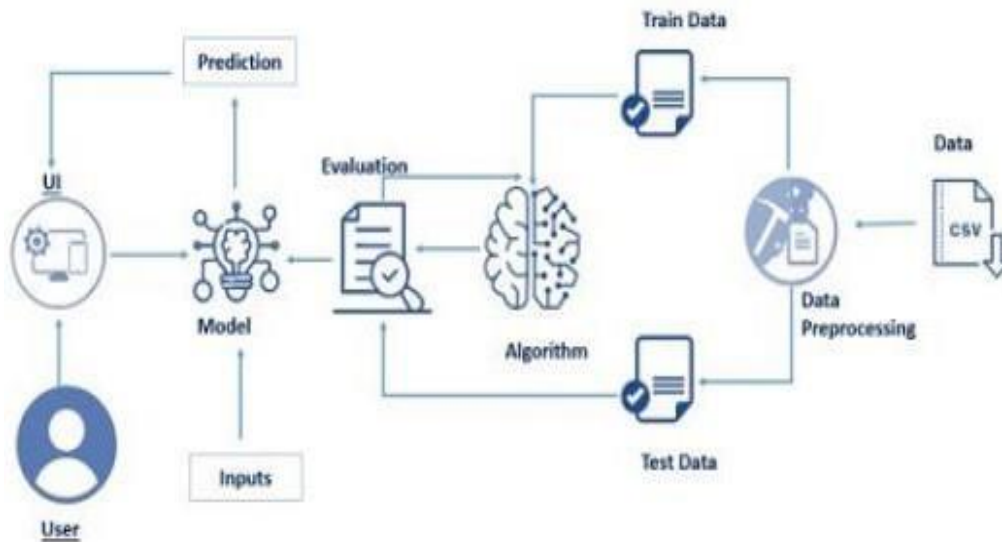 Train Data
Prediction
Evaluation
Data
UI
CSV
Model
Algorithm
Data
Preprocessing
Inputs
Test Data
User